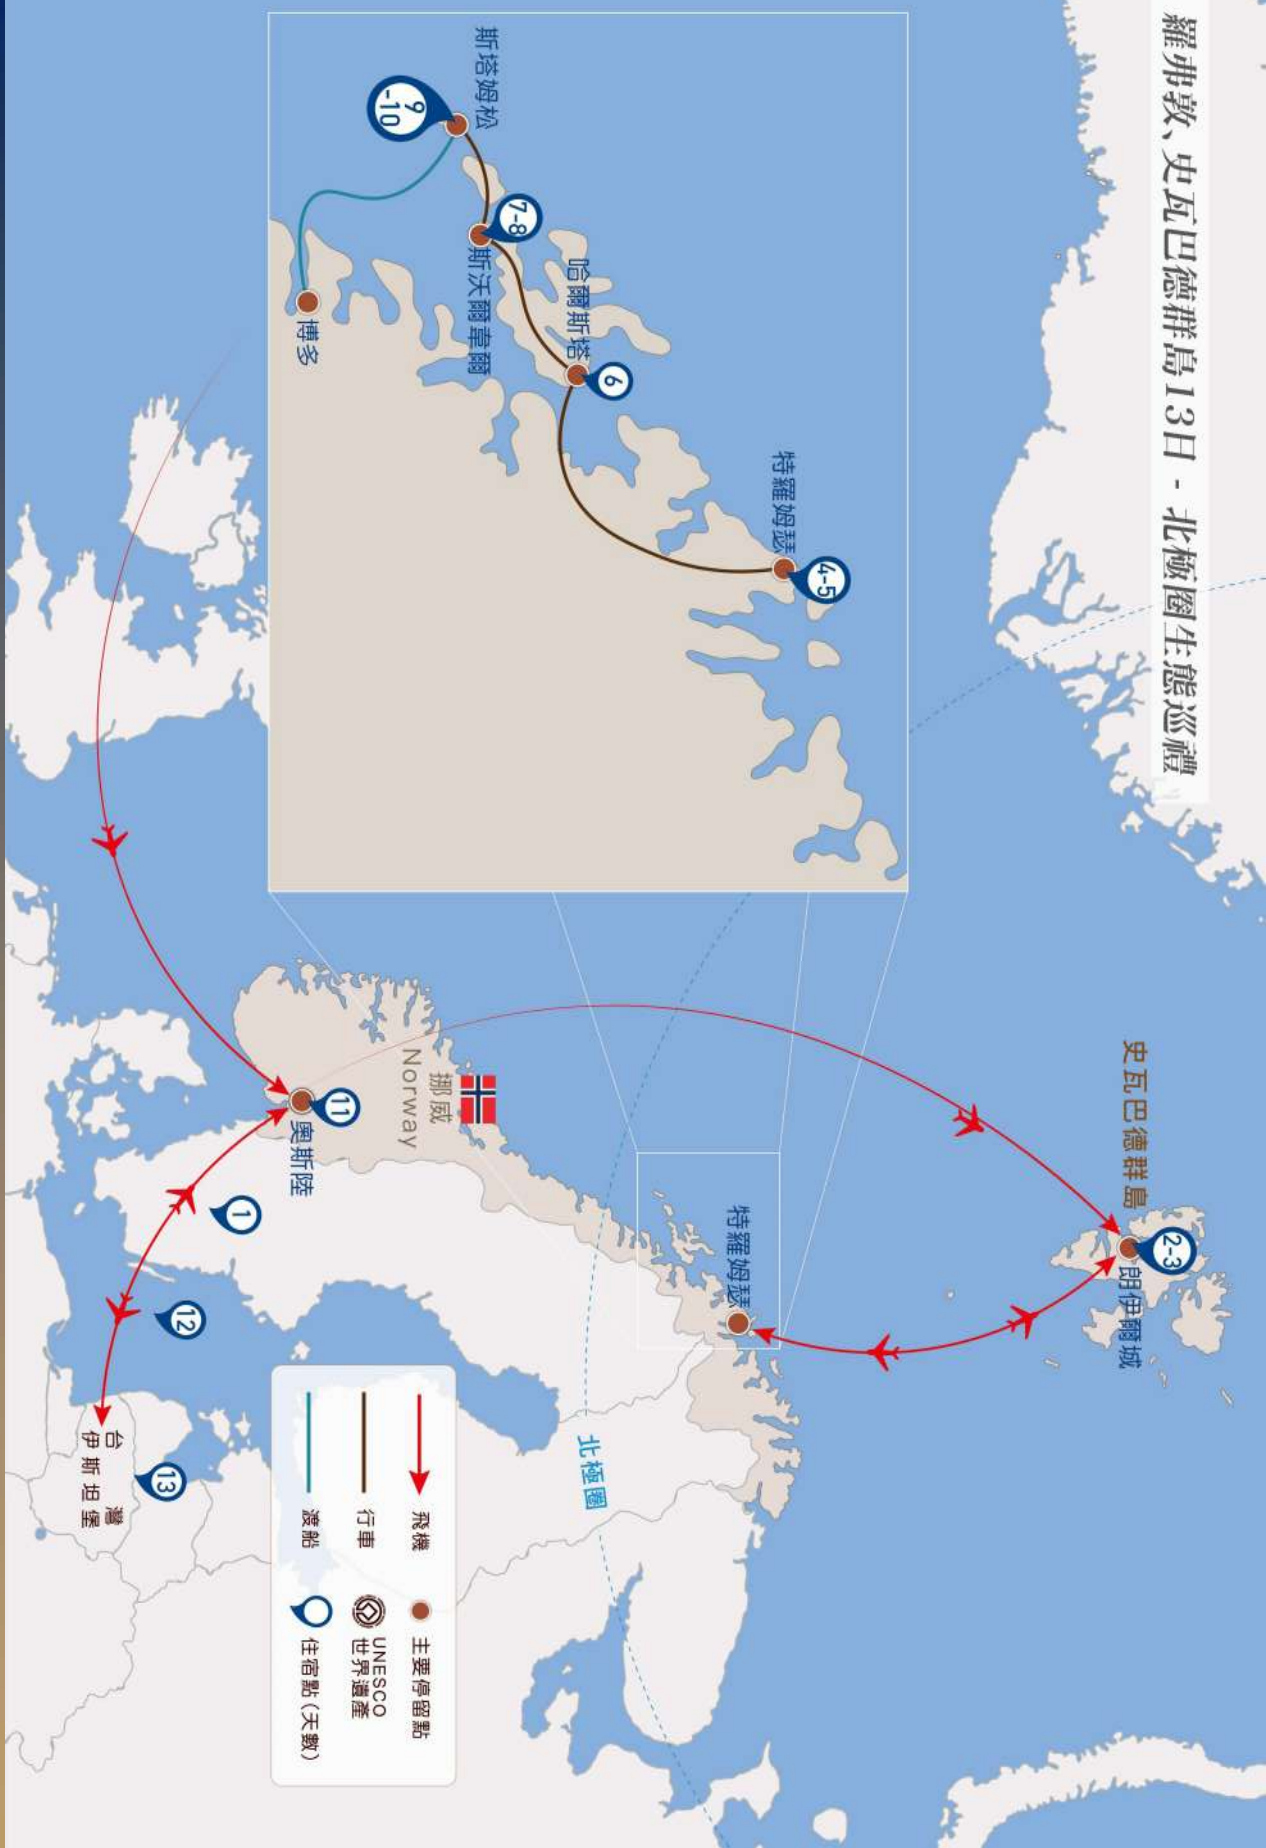 羅弗敦、史瓦巴德群島13日 - 北極圈生態巡禮
斯塔姆松
9
-10
7-8
斯沃爾韋爾
哈爾斯塔
6
特羅姆瑟
4-5
博多
史瓦巴德群島
2-3
朗伊爾城
特羅姆瑟
挪威
Norway
11
奧斯陸
1
12
13
台灣
伊斯坦堡
北極圈
飛機
行車
渡船
主要停留點
UNESCO
世界遺產
住宿點(天數)